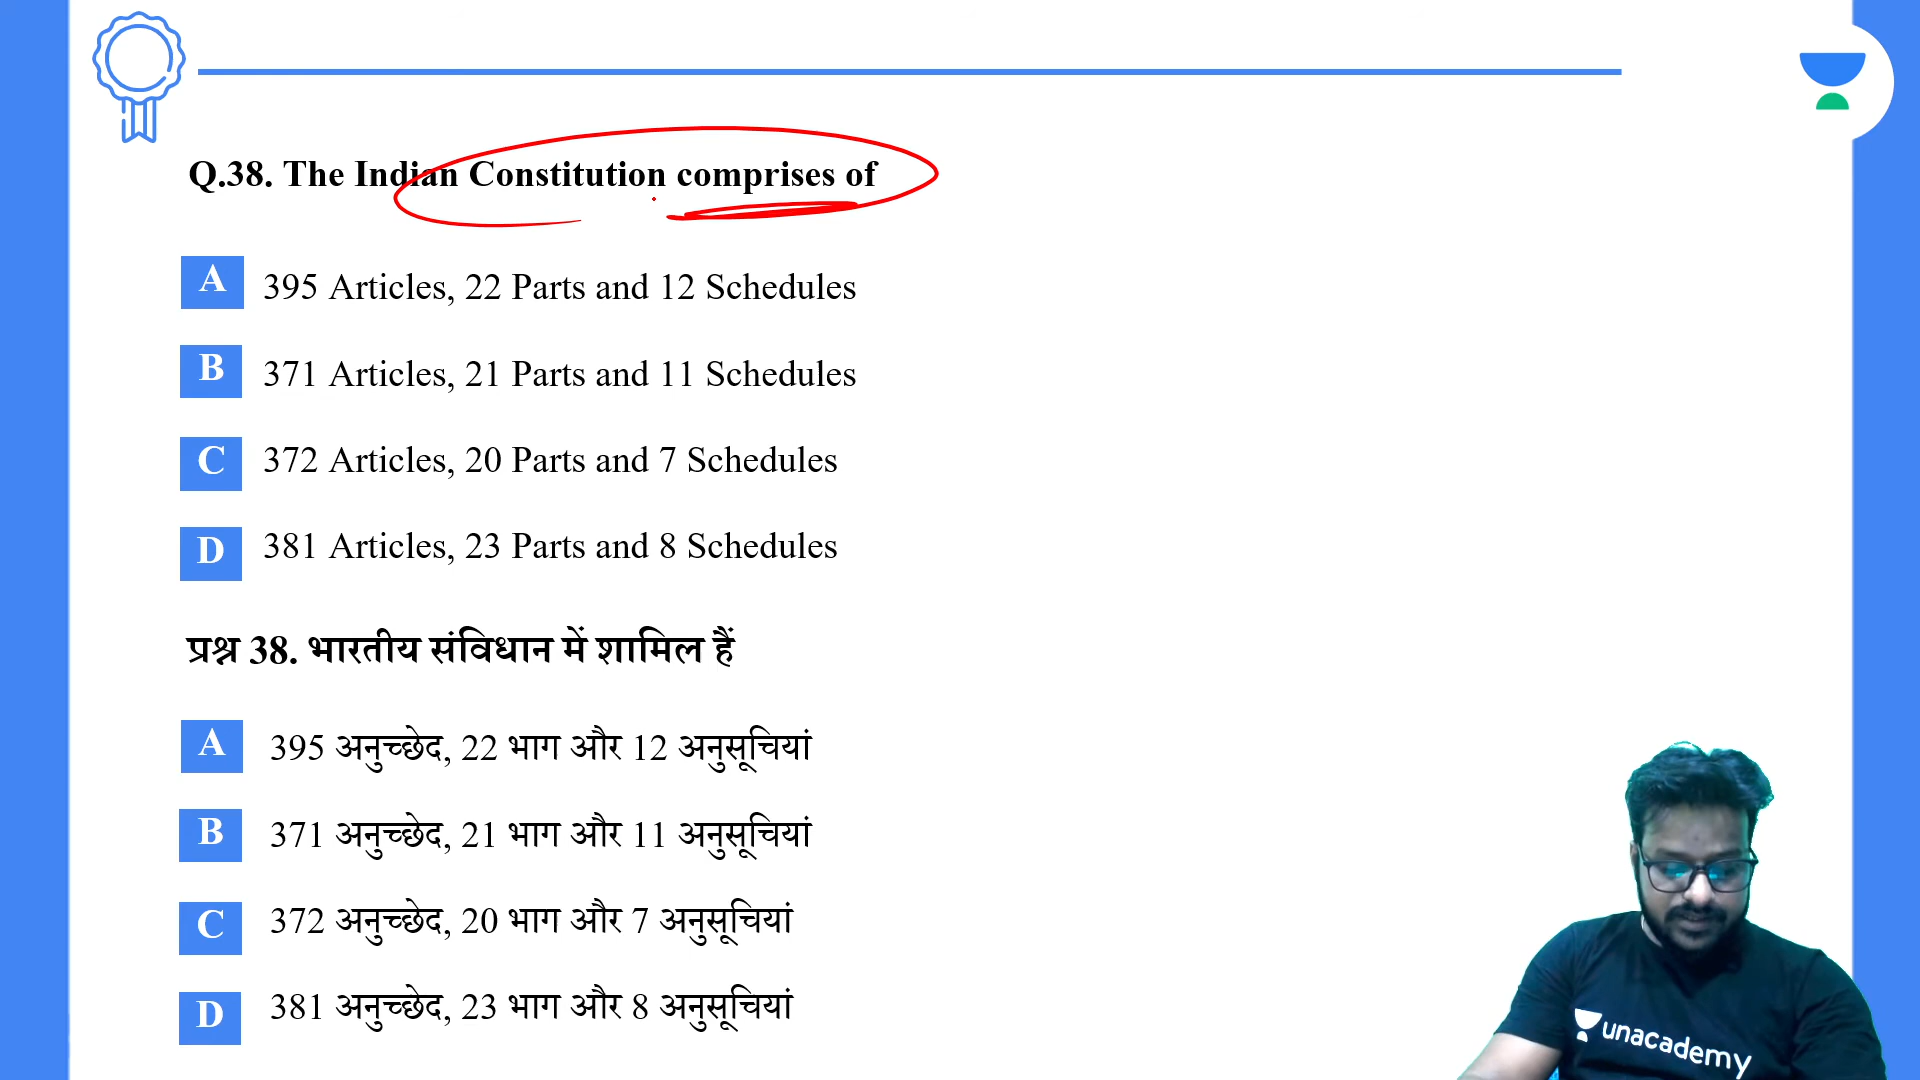 Q.38. The Indian Constitution comprises of
A 395 Articles, 22 Parts and 12 Schedules
B 371 Articles, 21 Parts and 11 Schedules
C 372 Articles, 20 Parts and 7 Schedules
D 381 Articles, 23 Parts and 8 Schedules
प्रश्न 38. भारतीय संविधान में शामिल हैं
A 395 अनुच्छेद, 22 भाग और 12 अनुसूचियां
B 371 अनुच्छेद, 21 भाग और 11 अनुसूचियां
C 372 अनुच्छेद, 20 भाग और 7 अनुसूचियां
D 381 अनुच्छेद, 23 भाग और 8 अनुसूचियां
unacademy